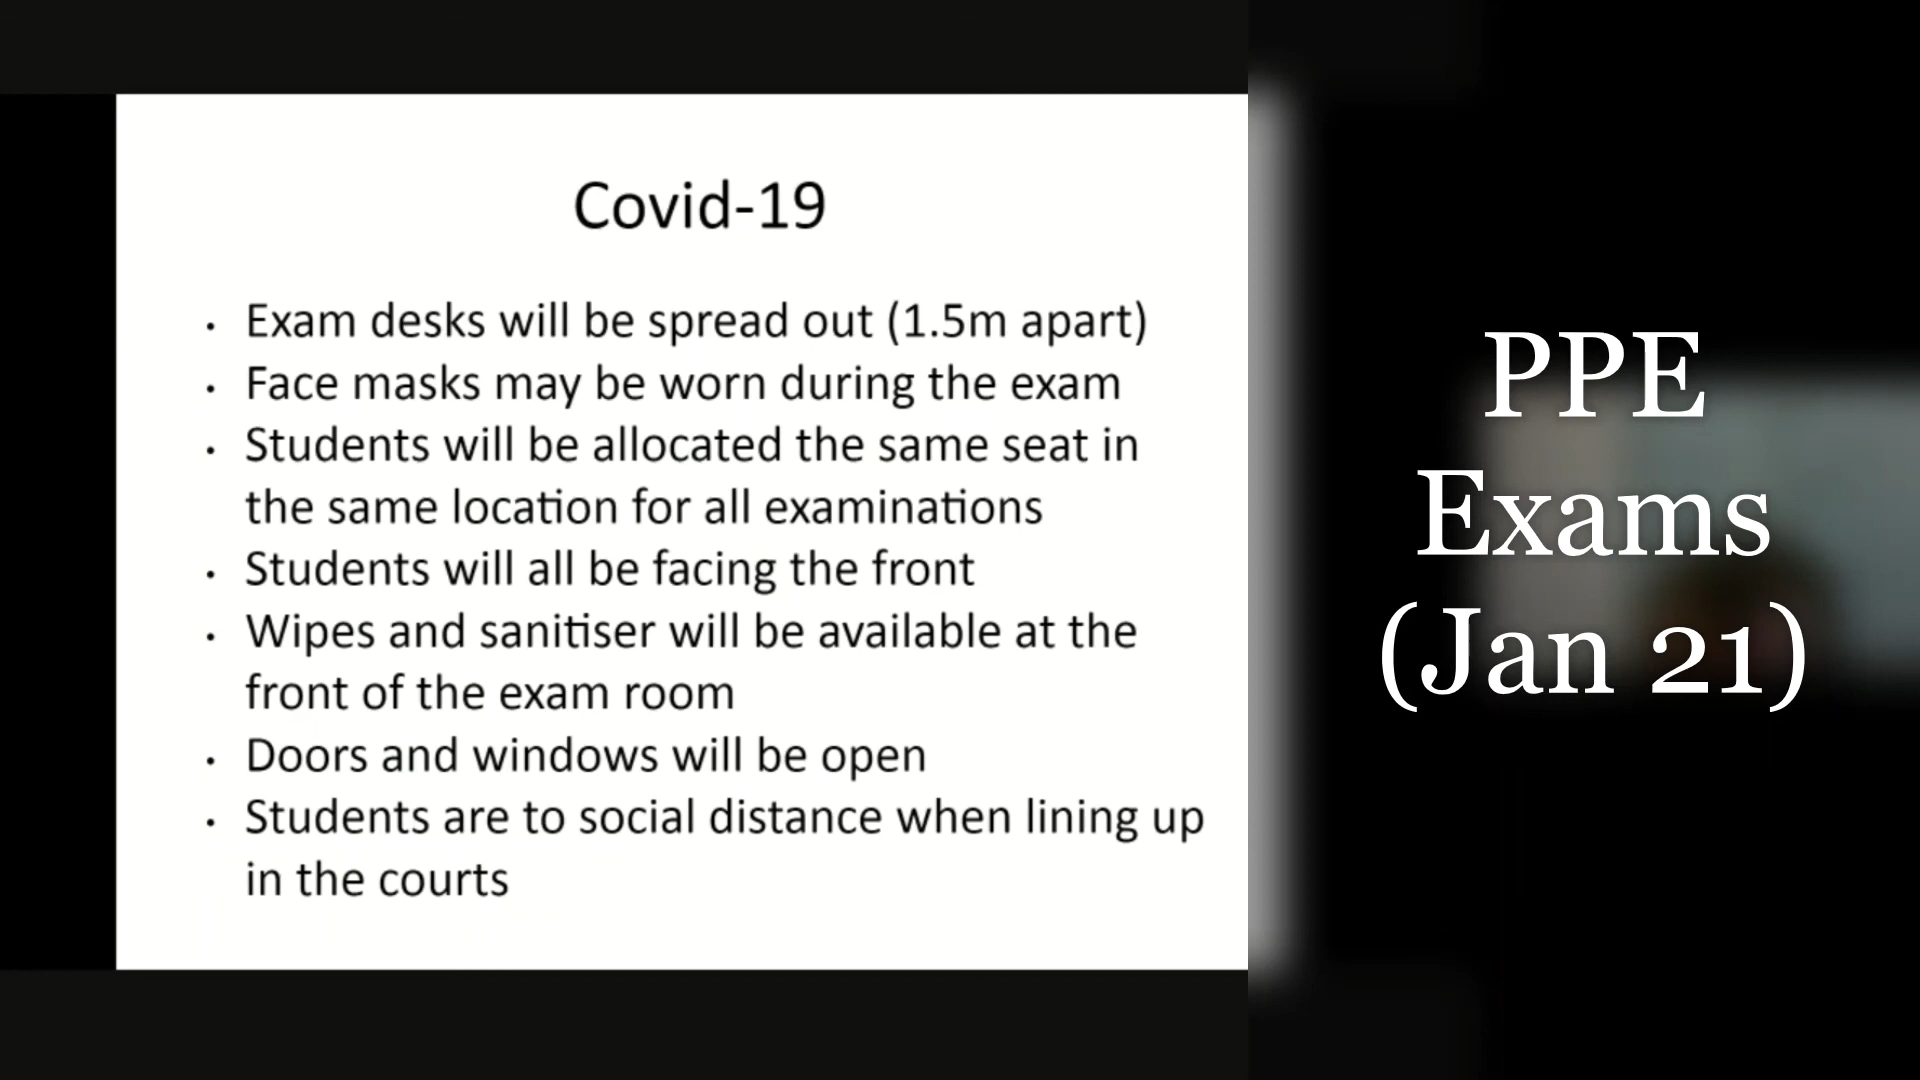 Covid-19
• Exam desks will be spread out (1.5m apart)
• Face masks may be worn during the exam
• Students will be allocated the same seat in
the same location for all examinations
• Students will all be facing the front
• Wipes and sanitiser will be available at the
front of the exam room
• Doors and windows will be open
• Students are to social distance when lining up
in the courts
PPE
Exams
(Jan 21)